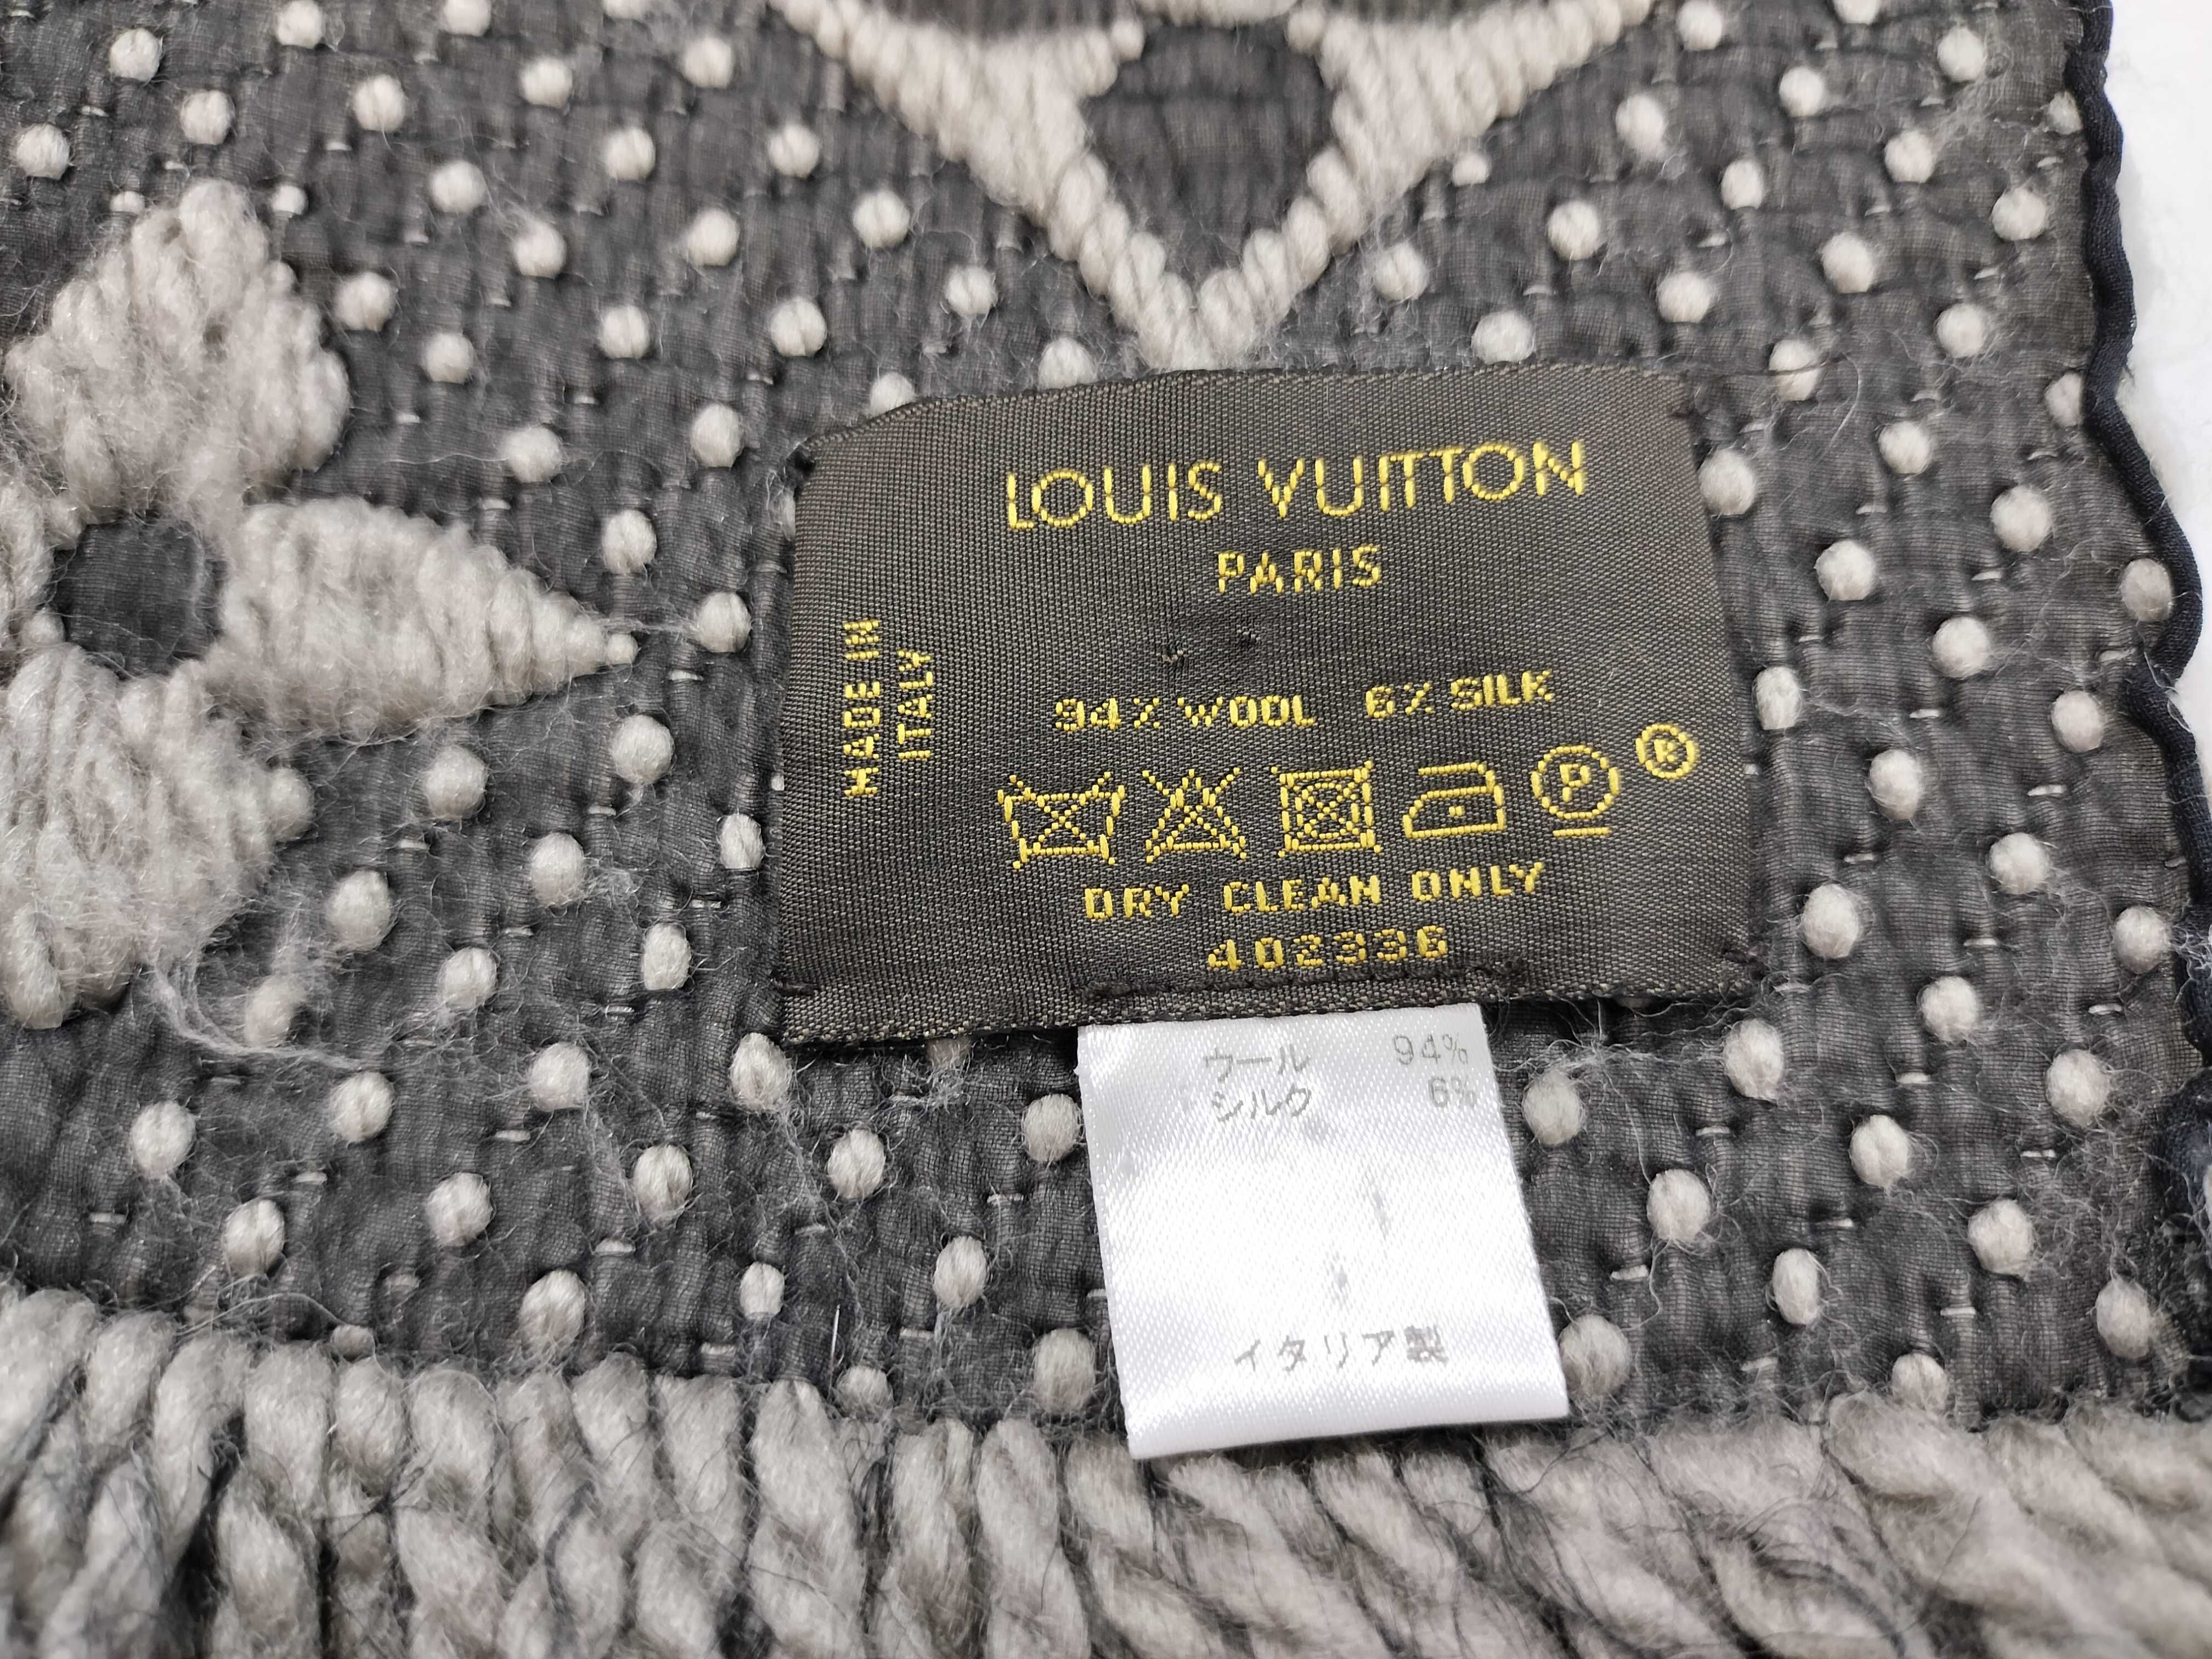 LOUIS VUITTON
PARIS
MADE IN
ITALY
94% WOOL 6% SILK
P ®
DRY CLEAN ONLY
402336
ウール 94%
シルク 6%
イタリア製